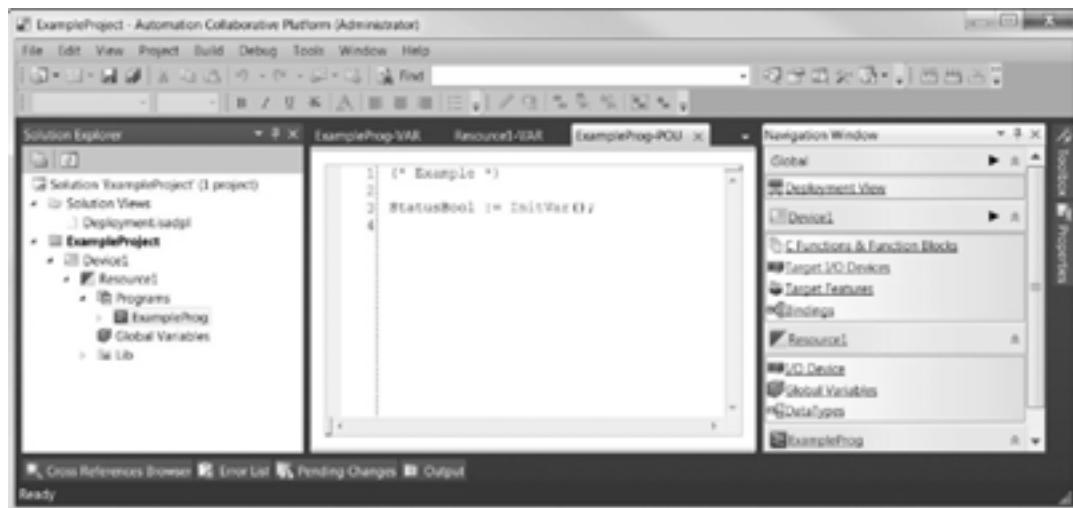 ExampleProject - Automation Collaborative Platform (Administrator)
File Edit View Project Build Debug Tools Window Help
Find
Solution Explorer
Solution 'ExampleProject' (1 project)
Solution Views
Deployment.isadpl
ExampleProject
Device1
Resource1
Programs
ExampleProg
Global Variables
Lib
ExampleProg-VAR Resource1-VAR ExampleProg-POU
1 (* Example *)
2
3 StatusBool := InitVar();
4
Navigation Window
Global
Deployment View
Device1
C Functions & Function Blocks
Target I/O Devices
Target Features
Bindings
Resource1
I/O Device
Global Variables
DataTypes
ExampleProg
Toolbox
Properties
Cross References Browser Error List Pending Changes Output
Ready